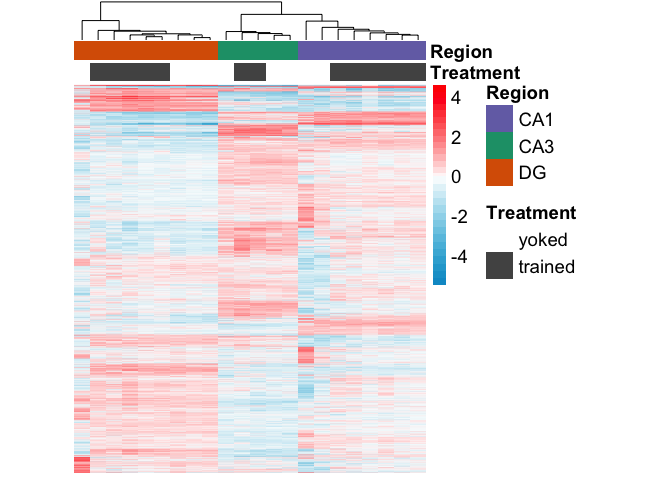 Region
Treatment
4
2
0
-2
-4
Region
CA1
CA3
DG
Treatment
yoked
trained